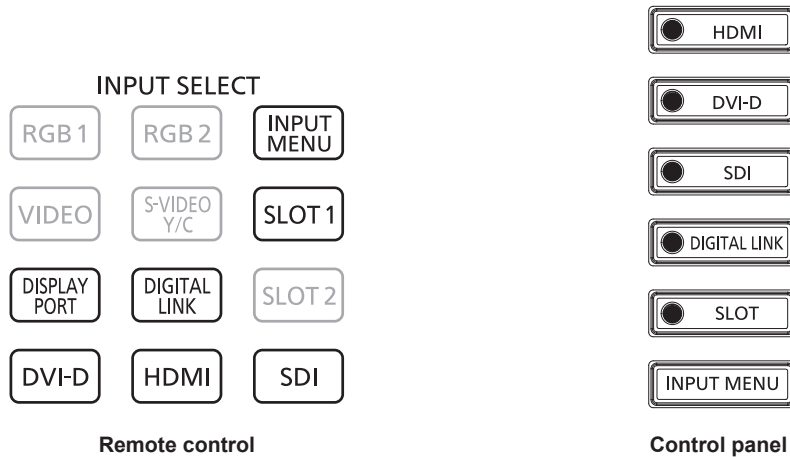 INPUT SELECT
RGB 1
RGB 2
INPUT
MENU
VIDEO
S-VIDEO
Y/C
SLOT 1
DISPLAY
PORT
DIGITAL
LINK
SLOT 2
DVI-D
HDMI
SDI
Remote control
HDMI
DVI-D
SDI
DIGITAL LINK
SLOT
INPUT MENU
Control panel